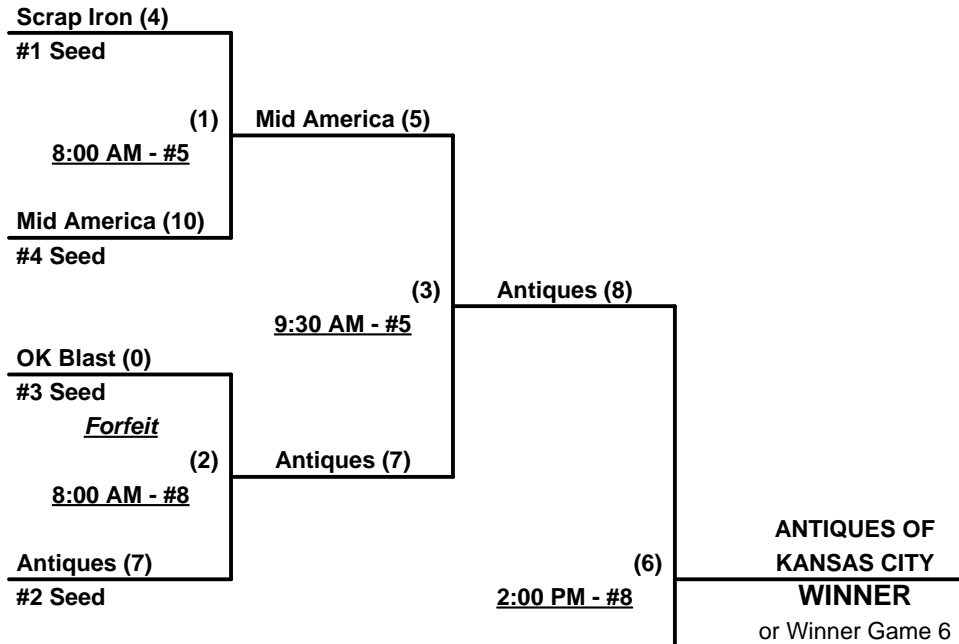 Scrap Iron (4)
#1 Seed
(1)
Mid America (5)
8:00 AM - #5
Mid America (10)
#4 Seed
(3)
Antiques (8)
9:30 AM - #5
OK Blast (0)
#3 Seed
Forfeit
(2)
Antiques (7)
8:00 AM - #8
Antiques (7)
#2 Seed
(6)
2:00 PM - #8
ANTIQUES OF
KANSAS CITY
WINNER
or Winner Game 6